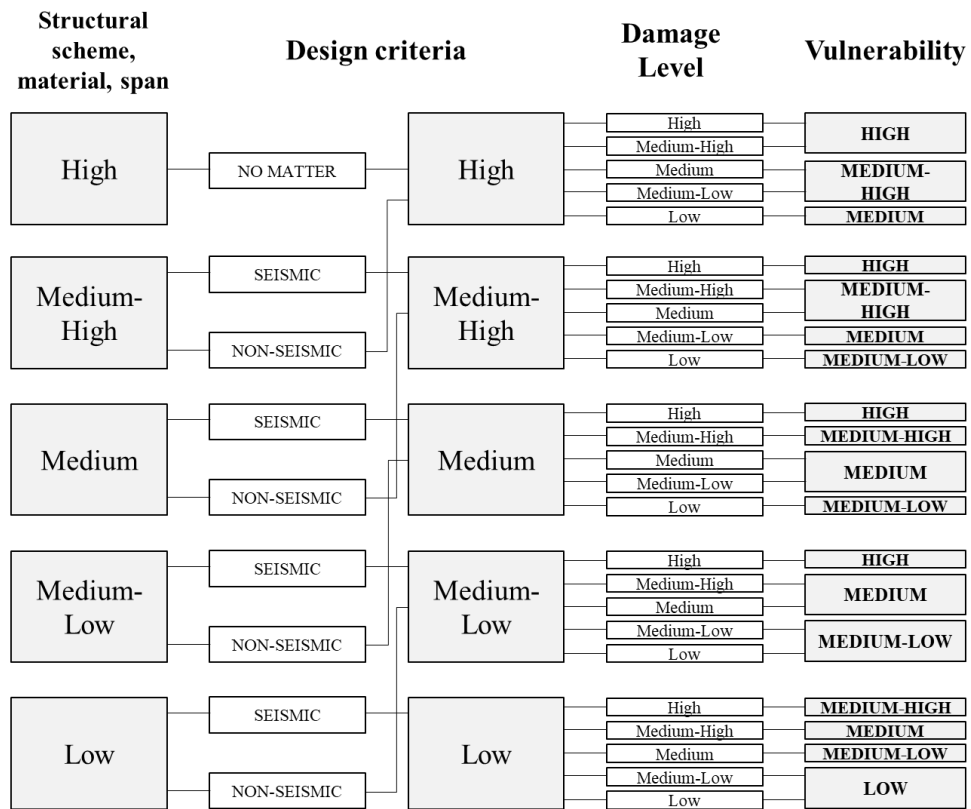 Structural
scheme,
material, span
Design criteria
Damage
Level
Vulnerability
High
NO MATTER
High
High
Medium-High
Medium
Medium-Low
Low
HIGH
MEDIUM-
HIGH
MEDIUM
Medium-
High
SEISMIC
NON-SEISMIC
Medium-
High
High
Medium-High
Medium
Medium-Low
Low
HIGH
MEDIUM-
HIGH
MEDIUM
MEDIUM-LOW
Medium
SEISMIC
NON-SEISMIC
Medium
High
Medium-High
Medium
Medium-Low
Low
HIGH
MEDIUM-HIGH
MEDIUM
MEDIUM-LOW
Medium-
Low
SEISMIC
NON-SEISMIC
Medium-
Low
High
Medium-High
Medium
Medium-Low
Low
HIGH
MEDIUM
MEDIUM-LOW
Low
SEISMIC
NON-SEISMIC
Low
High
Medium-High
Medium
Medium-Low
Low
MEDIUM-HIGH
MEDIUM
MEDIUM-LOW
LOW